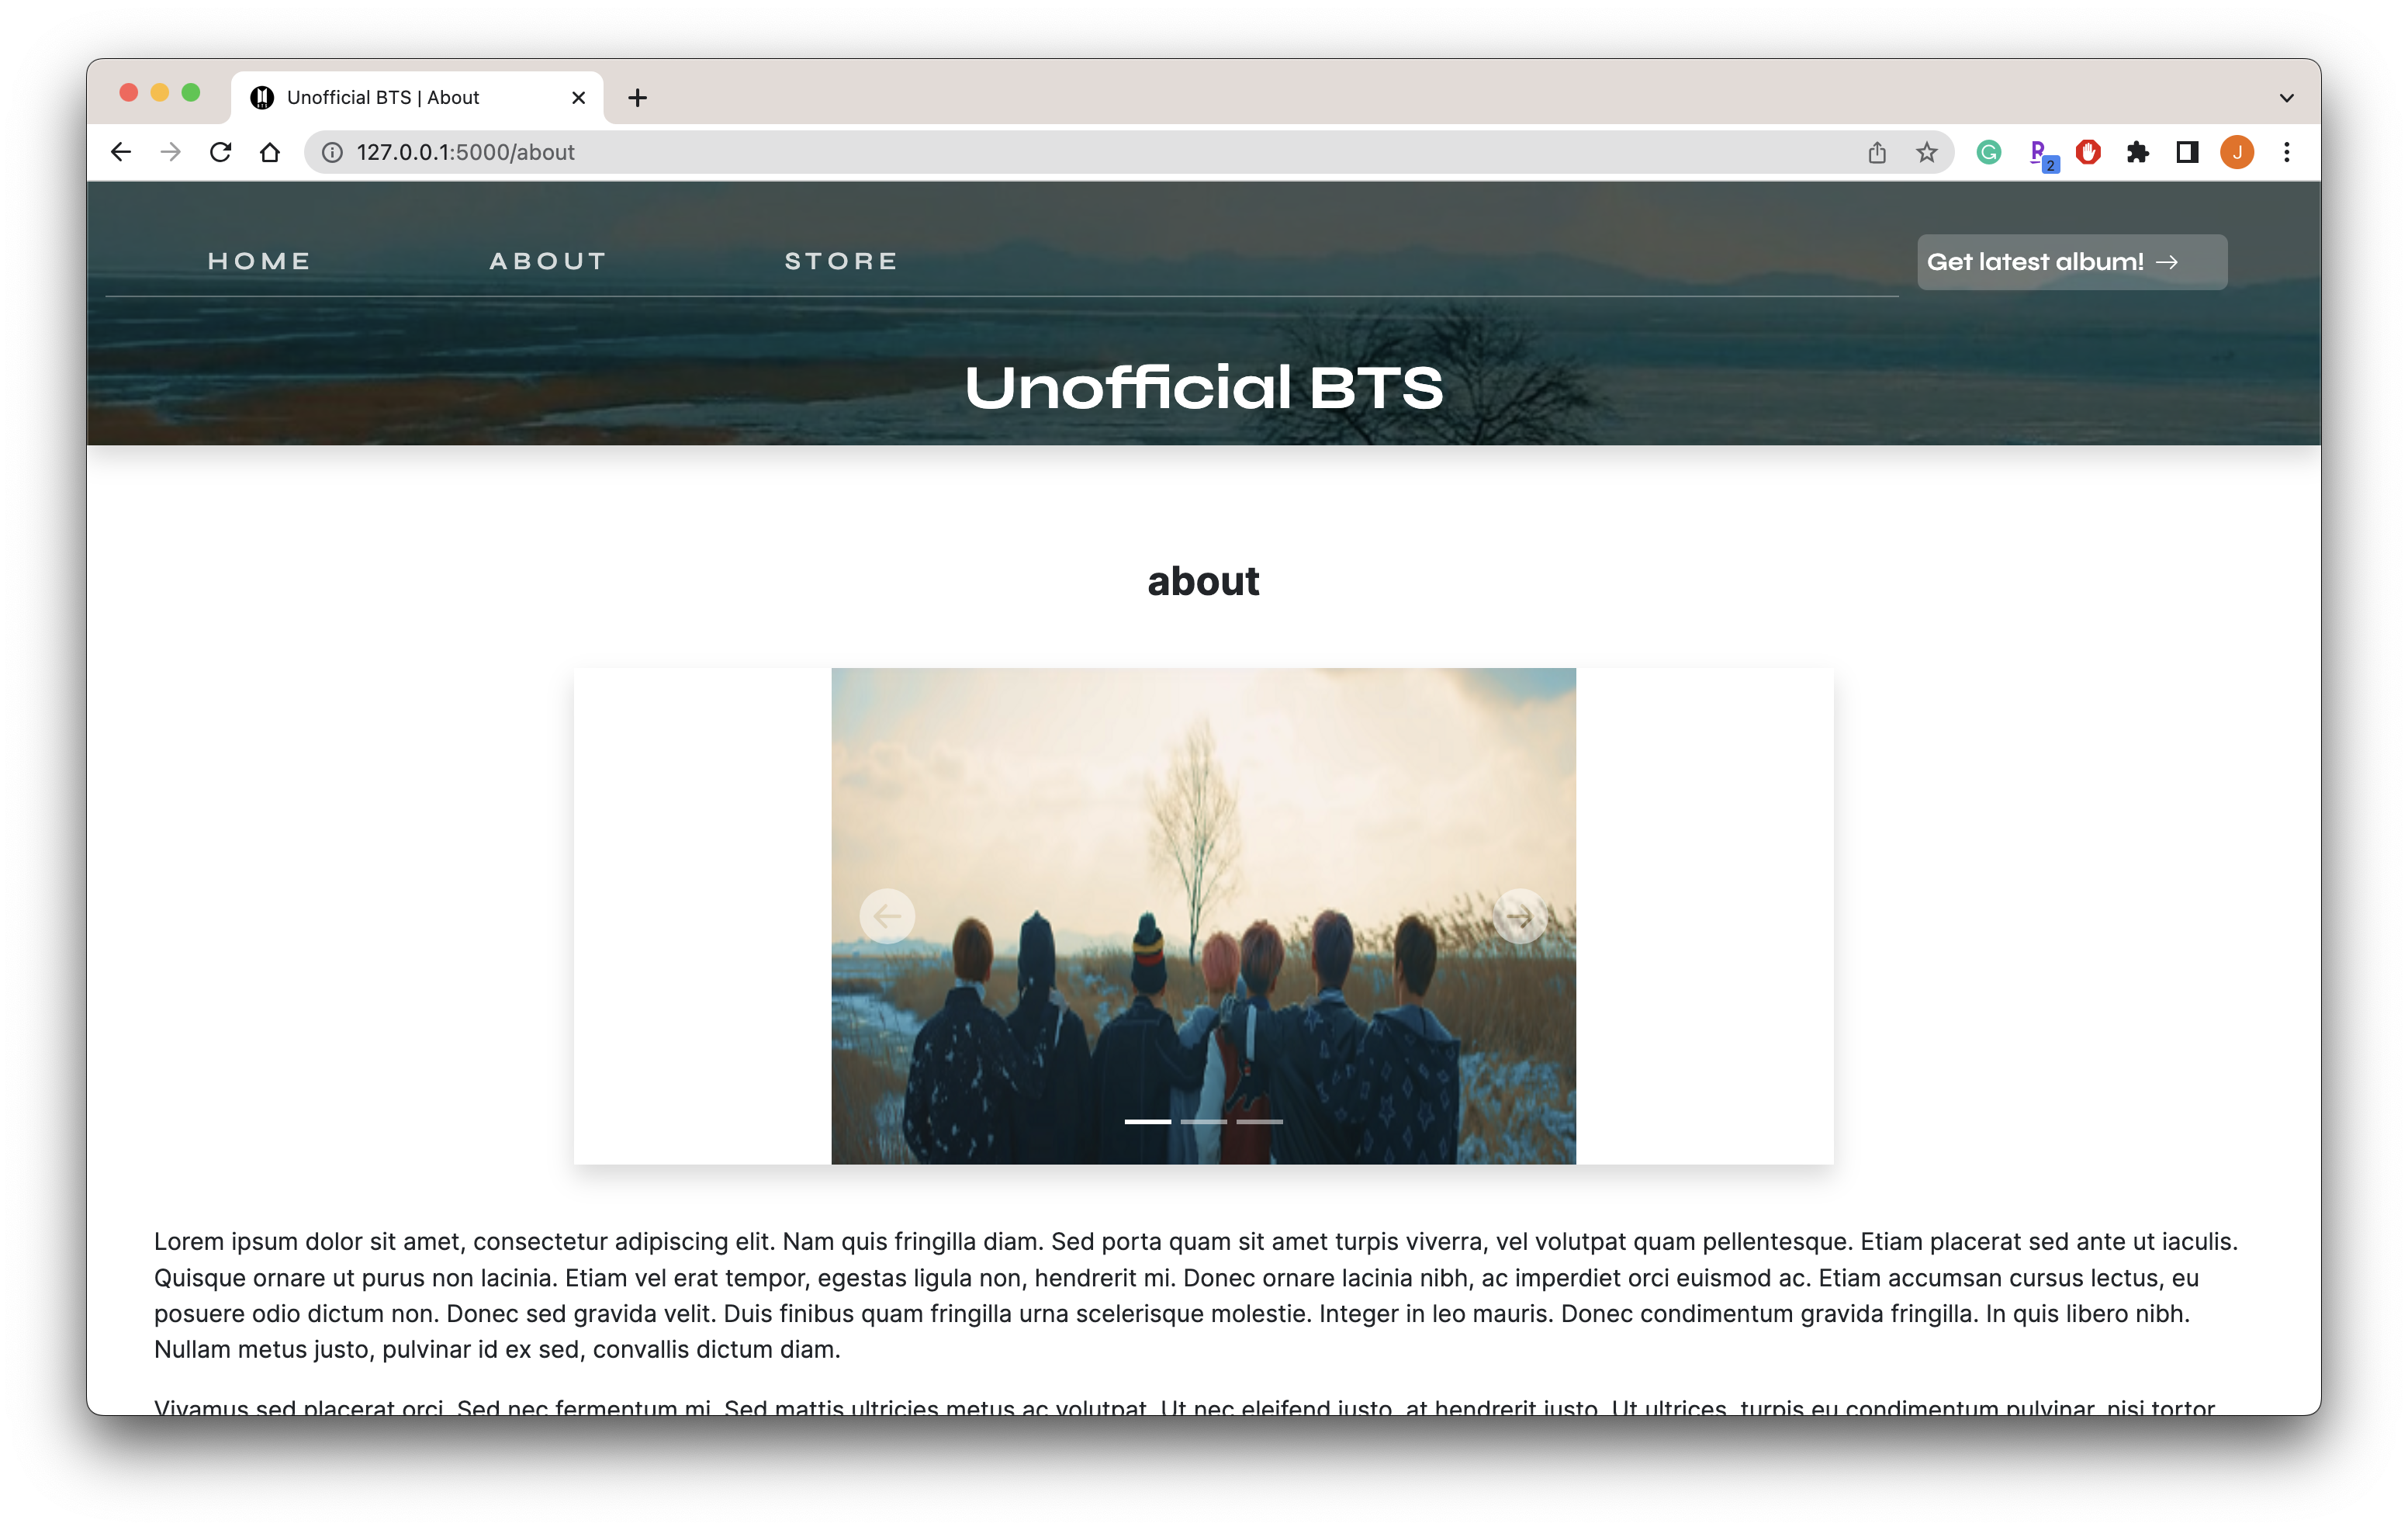 Unofficial BTS | About
127.0.0.1:5000/about
2
J
HOME ABOUT STORE
Get latest album! →
Unofficial BTS
about
Lorem ipsum dolor sit amet, consectetur adipiscing elit. Nam quis fringilla diam. Sed porta quam sit amet turpis viverra, vel volutpat quam pellentesque. Etiam placerat sed ante ut iaculis.
Quisque ornare ut purus non lacinia. Etiam vel erat tempor, egestas ligula non, hendrerit mi. Donec ornare lacinia nibh, ac imperdiet orci euismod ac. Etiam accumsan cursus lectus, eu
posuere odio dictum non. Donec sed gravida velit. Duis finibus quam fringilla urna scelerisque molestie. Integer in leo mauris. Donec condimentum gravida fringilla. In quis libero nibh.
Nullam metus justo, pulvinar id ex sed, convallis dictum diam.
Vivamus sed placerat orci. Sed nec fermentum mi. Sed mattis ultricies metus ac volutpat. Ut nec eleifend justo, at hendrerit justo. Ut ultrices, turpis eu condimentum pulvinar, nisi tortor